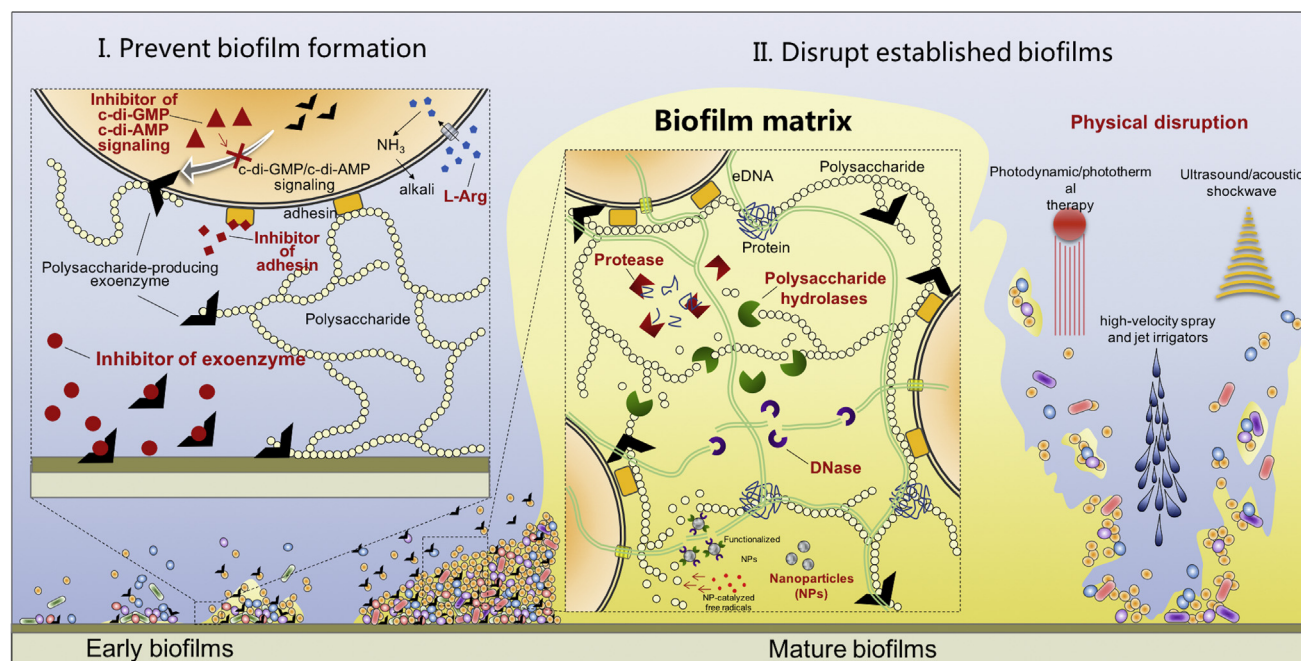 I. Prevent biofilm formation
Inhibitor of
c-di-GMP
c-di-AMP
signaling
c-di-GMP/c-di-AMP
signaling
NH3
alkali
L-Arg
adhesin
Inhibitor
of
adhesin
Polysaccharide-producing
exoenzyme
Polysaccharide
Inhibitor of exoenzyme
Early biofilms
II. Disrupt established biofilms
Biofilm matrix
eDNA
Polysaccharide
Protein
Protease
Polysaccharide
hydrolases
DNase
Functionalized
NPs
Nanoparticles
(NPs)
NP-catalyzed
free radicals
Physical disruption
Photodynamic/phototherm
al
therapy
Ultrasound/acoustic
shockwave
high-velocity spray
and jet irrigators
Mature biofilms